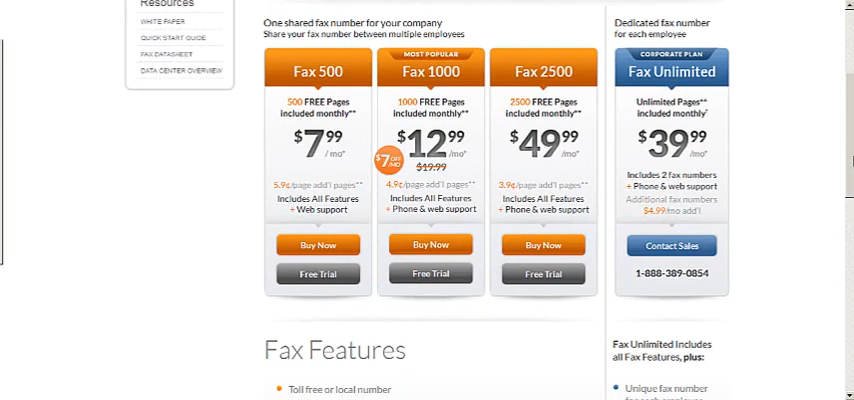 Resources
WHITE PAPER
QUICK START GUIDE
FAX DATASHEET
DATA CENTER OVERVIEW
One shared fax number for your company
Share your fax number between multiple employees
Dedicated fax number
for each employee
Fax 500
500 FREE Pages
included monthly**
$7.99
/mo*
5.9¢/page add'l pages**
Includes All Features
+ Web support
Buy Now
Free Trial
MOST POPULAR
Fax 1000
1000 FREE Pages
included monthly**
$12.99
/mo*
$7 OFF
/MO
$19.99
4.9¢/page add'l pages**
Includes All Features
+ Phone & web support
Buy Now
Free Trial
Fax 2500
2500 FREE Pages
included monthly**
$49.99
/mo*
3.9¢/page add'l pages**
Includes All Features
+ Phone & web support
Buy Now
Free Trial
CORPORATE PLAN
Fax Unlimited
Unlimited Pages**
included monthly*
$39.99
/mo*
Includes 2 fax numbers
+ Phone & web support
Additional fax numbers
$4.99/mo add'l
Contact Sales
1-888-389-0854
Fax Features
Toll free or local number
Fax Unlimited Includes
all Fax Features, plus:
Unique fax number
for each employee